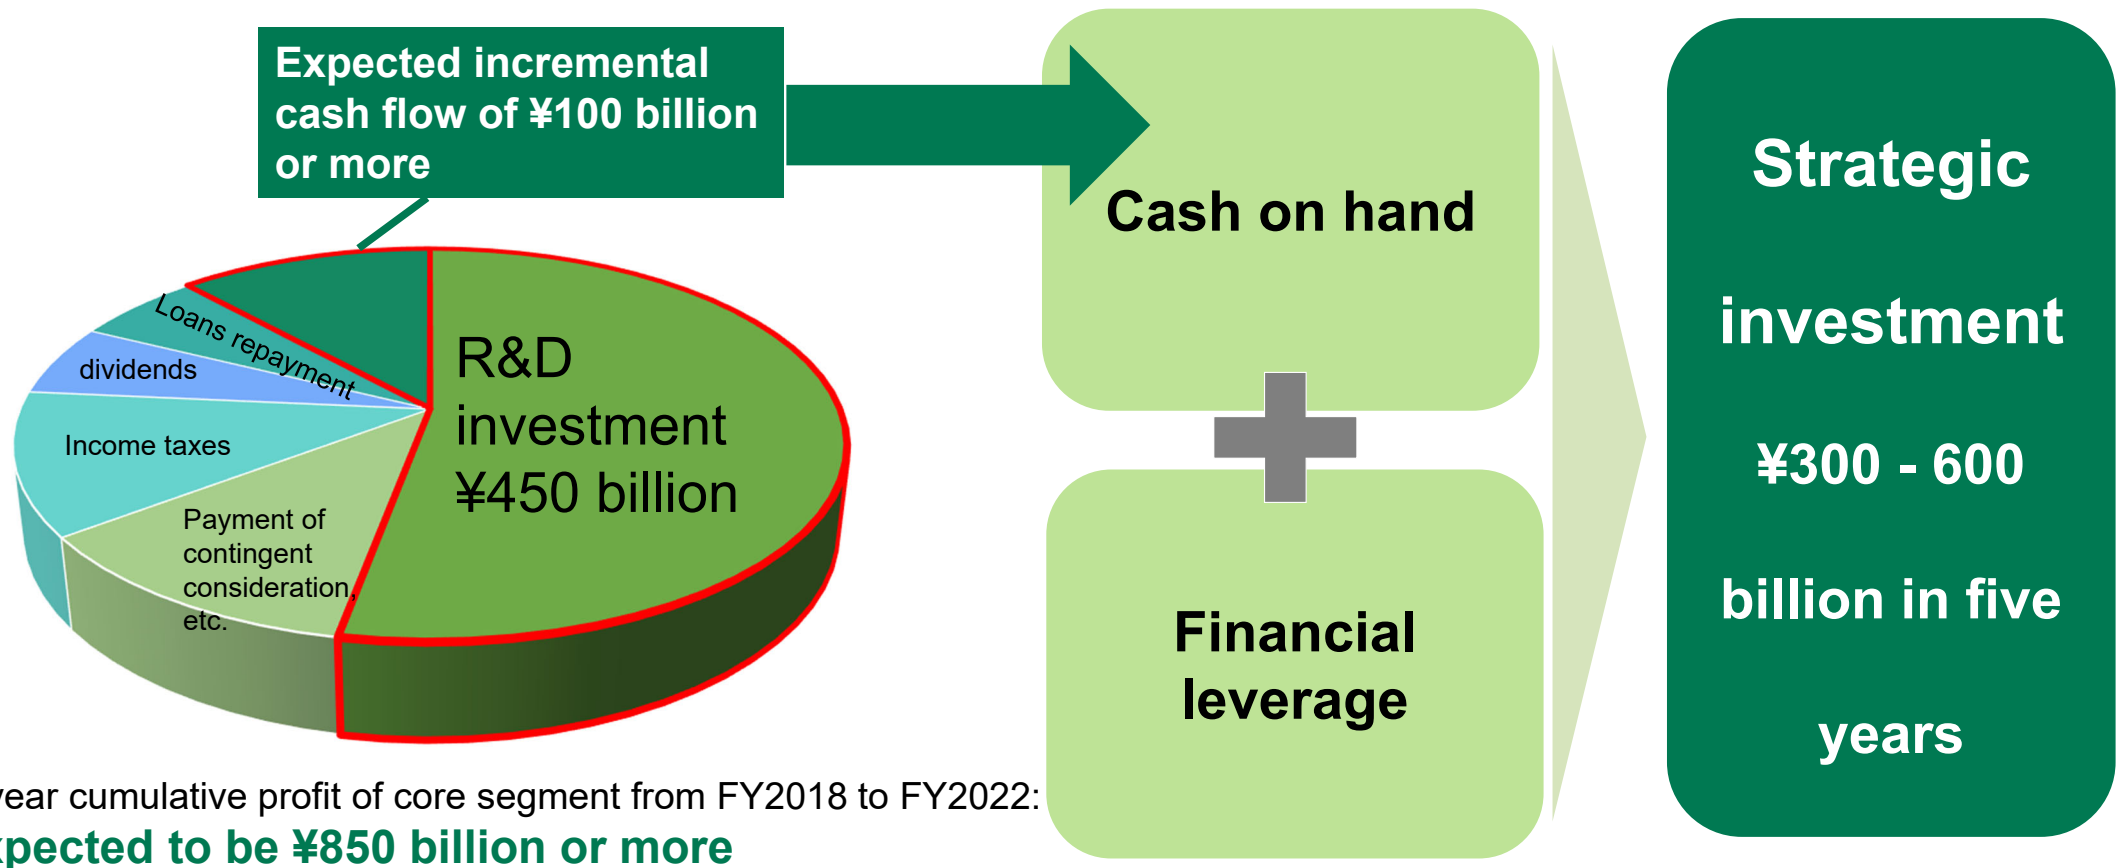 Expected incremental
cash flow of ¥100 billion
or more
Loans repayment
dividends
Income taxes
Payment of
contingent
consideration,
etc.
R&D
investment
¥450 billion
year cumulative profit of core segment from FY2018 to FY2022:
xpected to be ¥850 billion or more
Cash on hand
Financial
leverage
Strategic
investment
¥300 - 600
billion in five
years